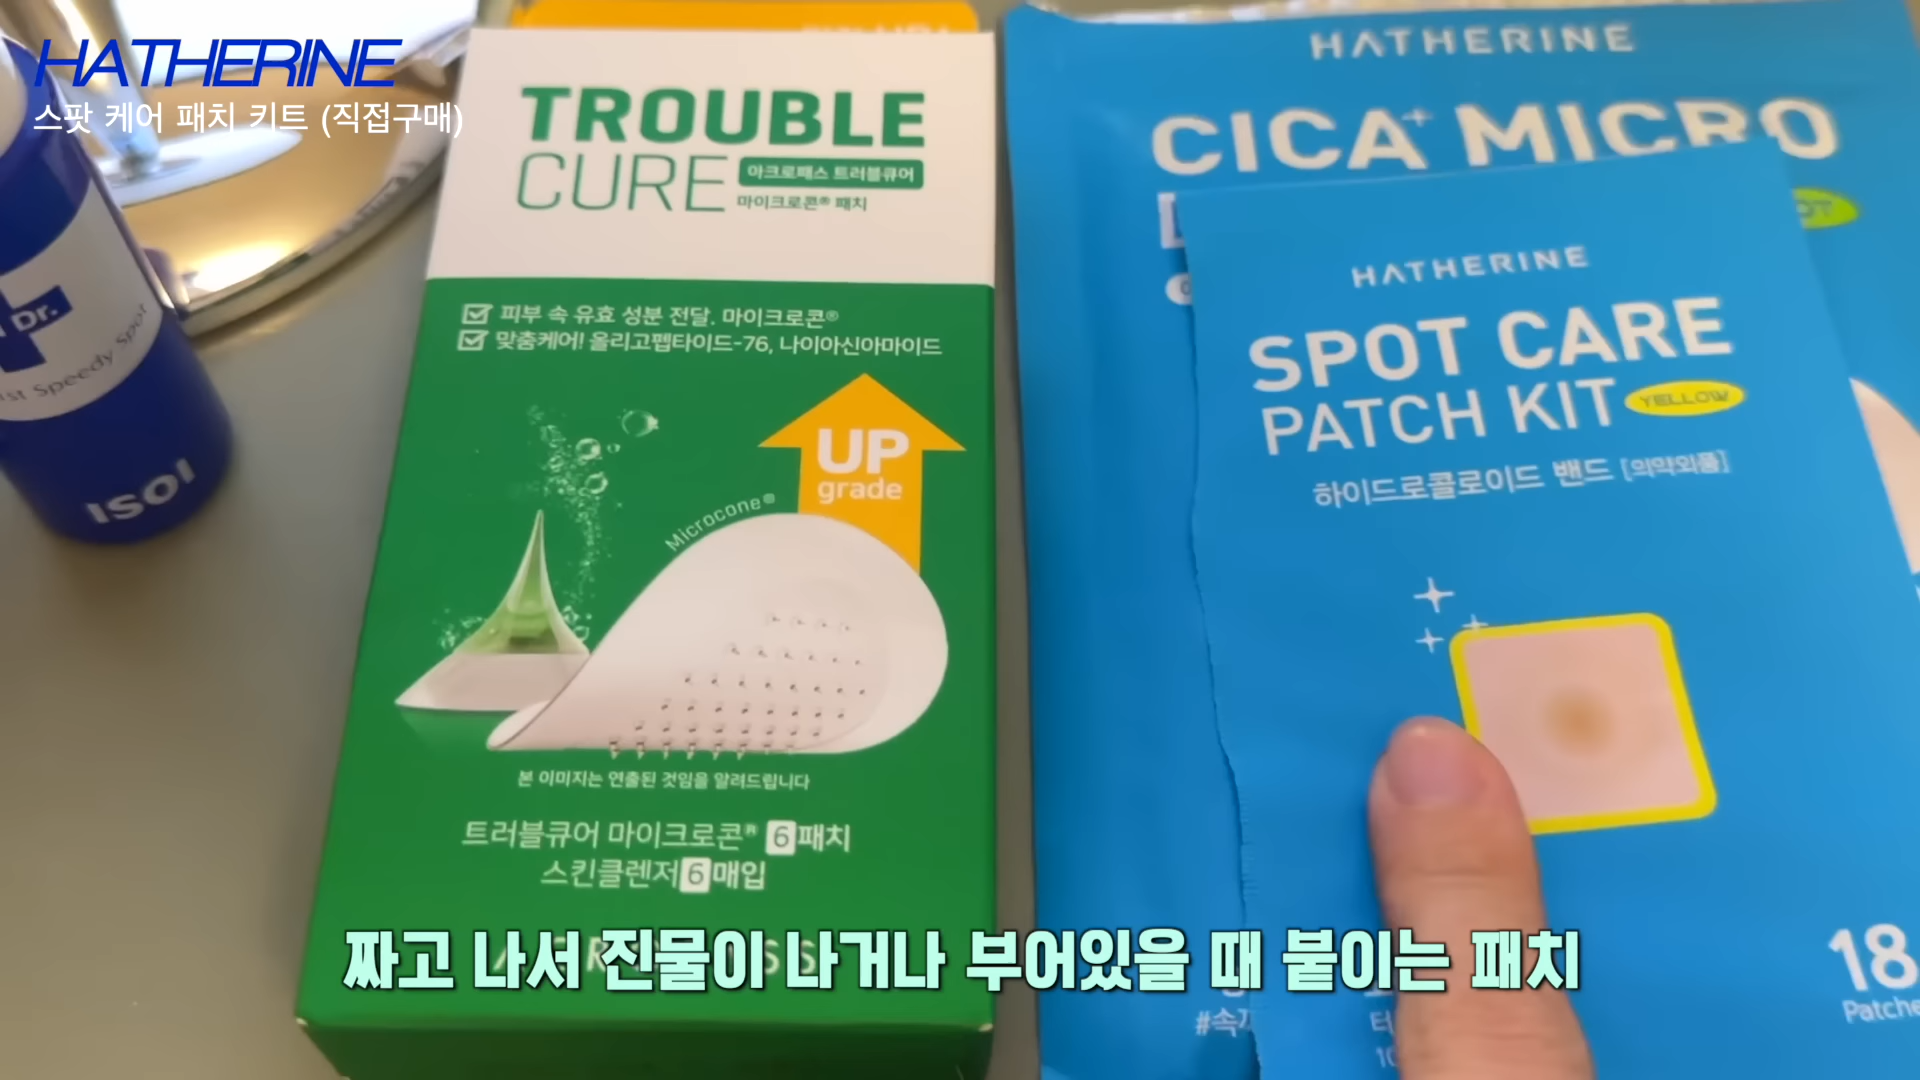 HATHERINE
스팟 케어 패치 키트 (직접구매)
Dr.
st Speedy Spot
ISOI
TROUBLE
CURE
아크로패스 트러블큐어
마이크로콘® 패치
피부 속 유효 성분 전달. 마이크로콘®
맞춤케어! 올리고펩타이드-76, 나이아신아마이드
UP
grade
Microcone®
본 이미지는 연출된 것임을 알려드립니다
트러블큐어 마이크로콘® 6패치
스킨클렌저 6매입
HATHERINE
CICA+ MICRO
HATHERINE
SPOT CARE
PATCH KIT YELLOW
하이드로콜로이드 밴드 [의약외품]
18
Patche
짜고 나서 진물이 나거나 부어있을 때 붙이는 패치